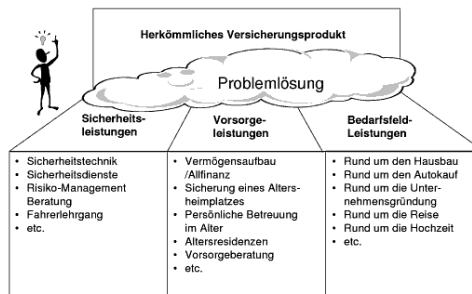 Herkömmliches Versicherungsprodukt
Problemlösung
Sicherheits-
leistungen
• Sicherheitstechnik
• Sicherheitsdienste
• Risiko-Management
Beratung
• Fahrerlehrgang
• etc.
Vorsorge-
leistungen
• Vermögensaufbau
/Allfinanz
• Sicherung eines Alters-
heimplatzes
• Persönliche Betreuung
im Alter
• Altersresidenzen
• Vorsorgeberatung
• etc.
Bedarfsfeld-
Leistungen
• Rund um den Hausbau
• Rund um den Autokauf
• Rund um die Unter-
nehmensgründung
• Rund um die Reise
• Rund um die Hochzeit
• etc.